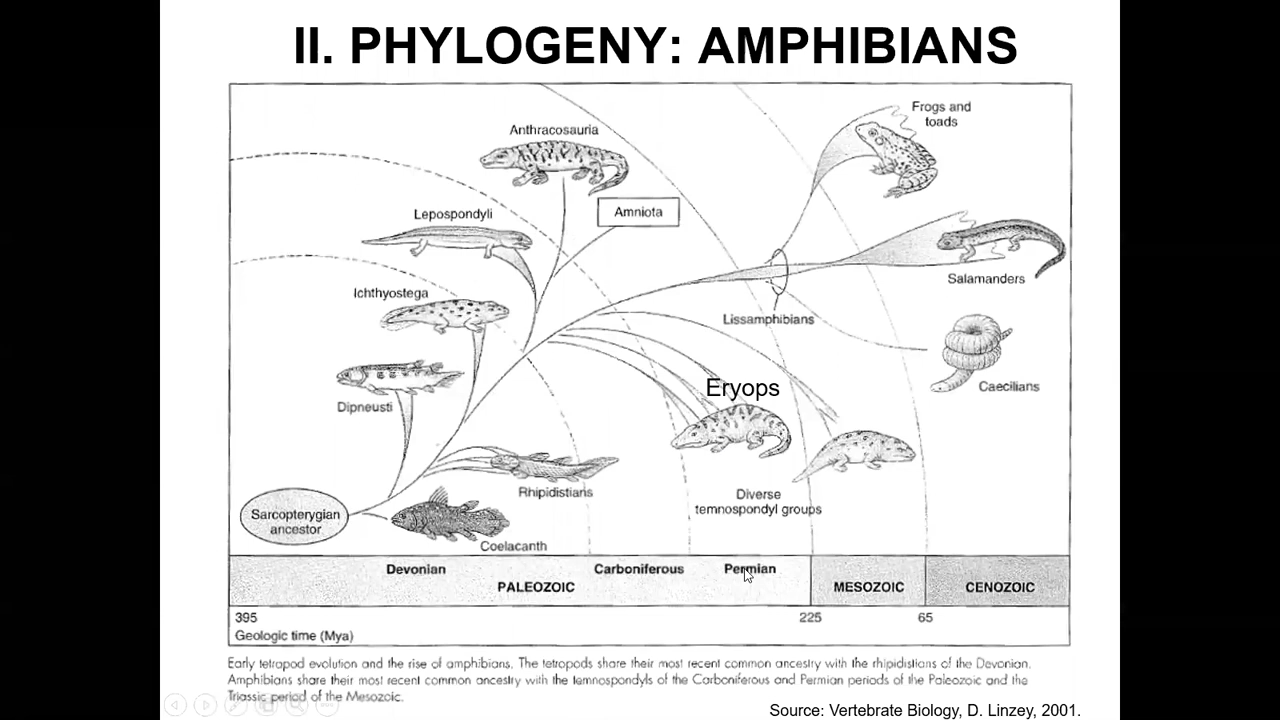 II. PHYLOGENY: AMPHIBIANS
Frogs and
toads
Anthracosauria
Amniota
Lepospondyli
Salamanders
Ichthyostega
Lissamphibians
Caecilians
Eryops
Dipneusti
Rhipidistians
Diverse
temnospondyl groups
Sarcopterygian
ancestor
Coelacanth
Devonian
Carboniferous
Permian
PALEOZOIC
MESOZOIC
CENOZOIC
395
225
65
Geologic time (Mya)
Early tetrapod evolution and the rise of amphibians. The tetrapods share their most recent common ancestry with the rhipidistians of the Devonian.
Amphibians share their most recent common ancestry with the temnospondyls of the Carboniferous and Permian periods of the Paleozoic and the
Triassic period of the Mesozoic.
Source: Vertebrate Biology, D. Linzey, 2001.